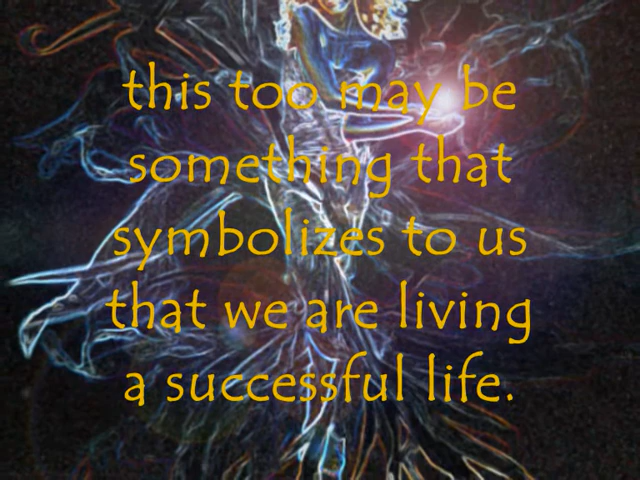 this too may be
something that
symbolizes to us
that we are living
a successful life.